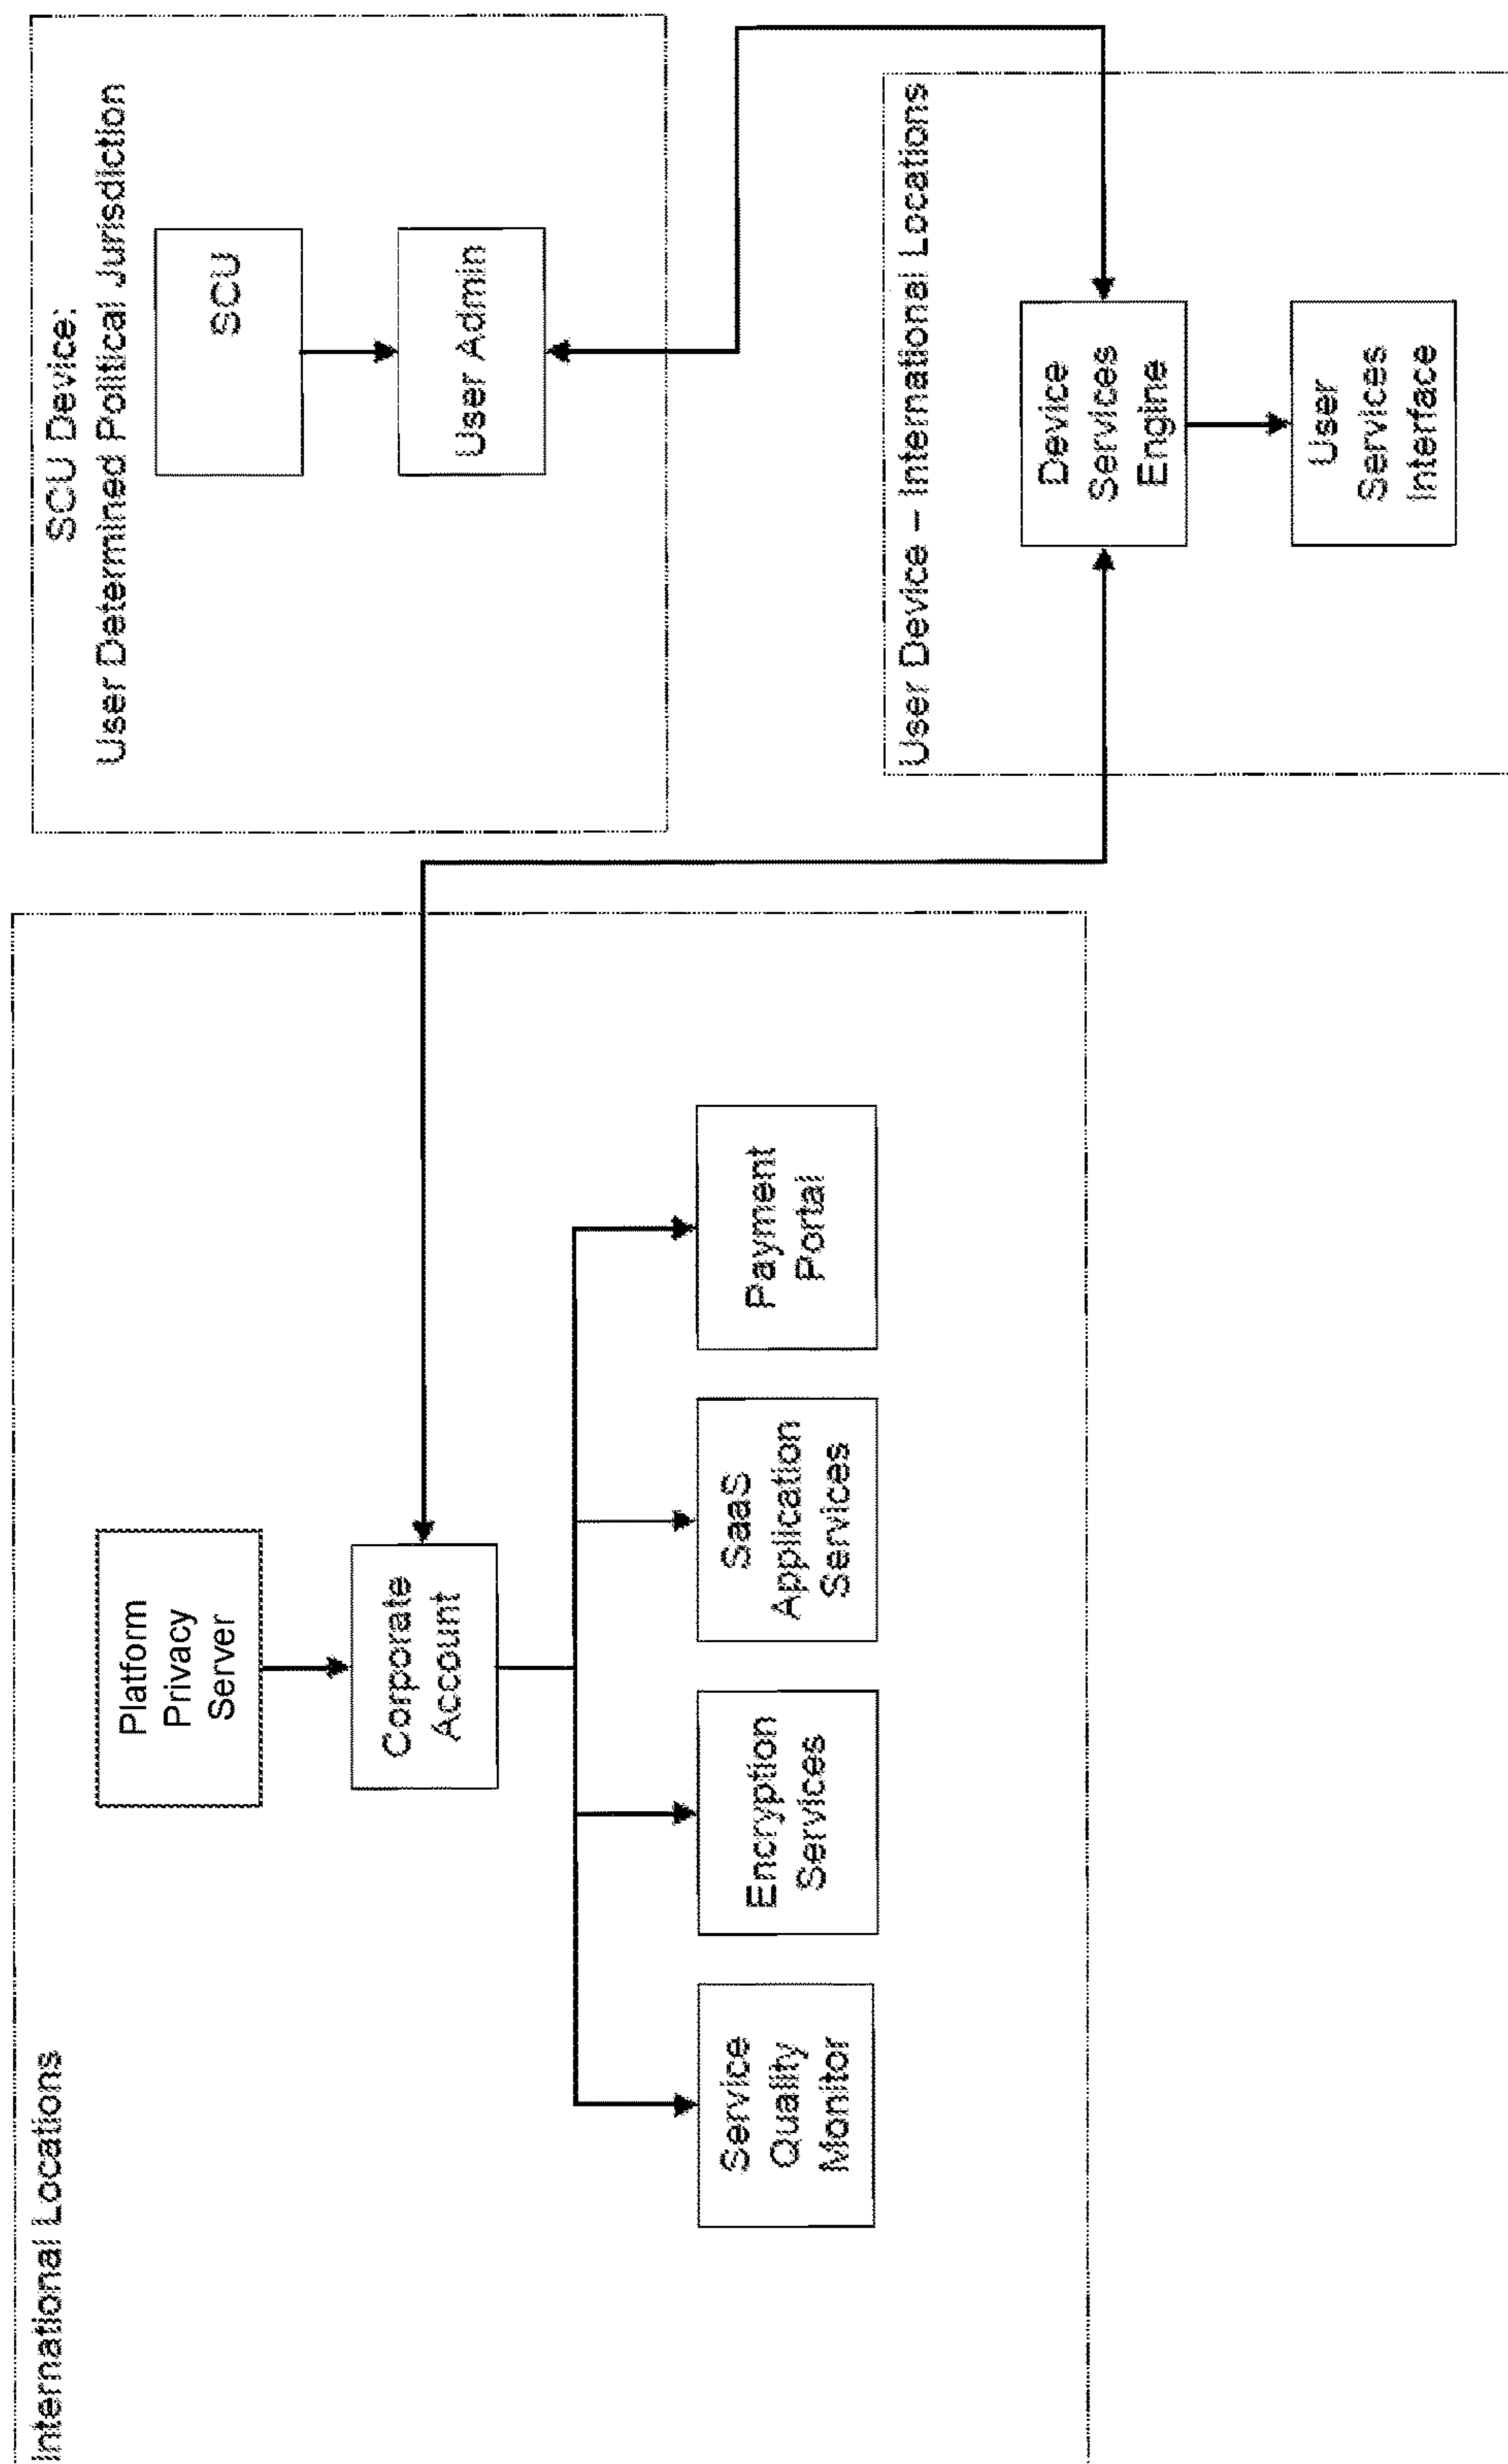 International Locations
Platform
Privacy
Server
Corporate
Account
Service
Quality
Monitor
Encryption
Services
SaaS
Application
Services
Payment
Portal
SCU Device:
User Determined Political Jurisdiction
SCU
User Admin
User Device – International Locations
Device
Services
Engine
User
Services
Interface